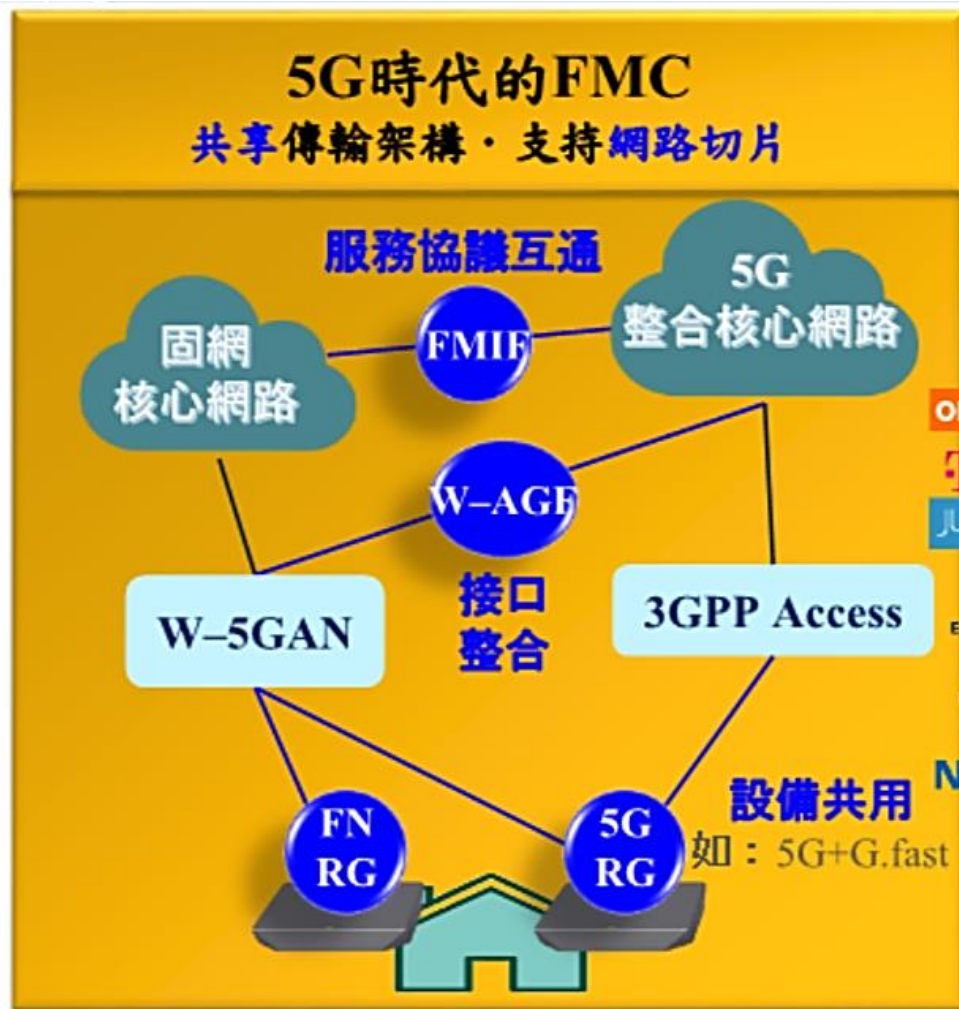 5G時代的FMC
共享傳輸架構・支持網路切片
服務協議互通
5G
整合核心網路
固網
核心網路
FMIF
W–AGF
接口
整合
W–5GAN
3GPP Access
FN
RG
5G
RG
設備共用
如：5G+G.fast